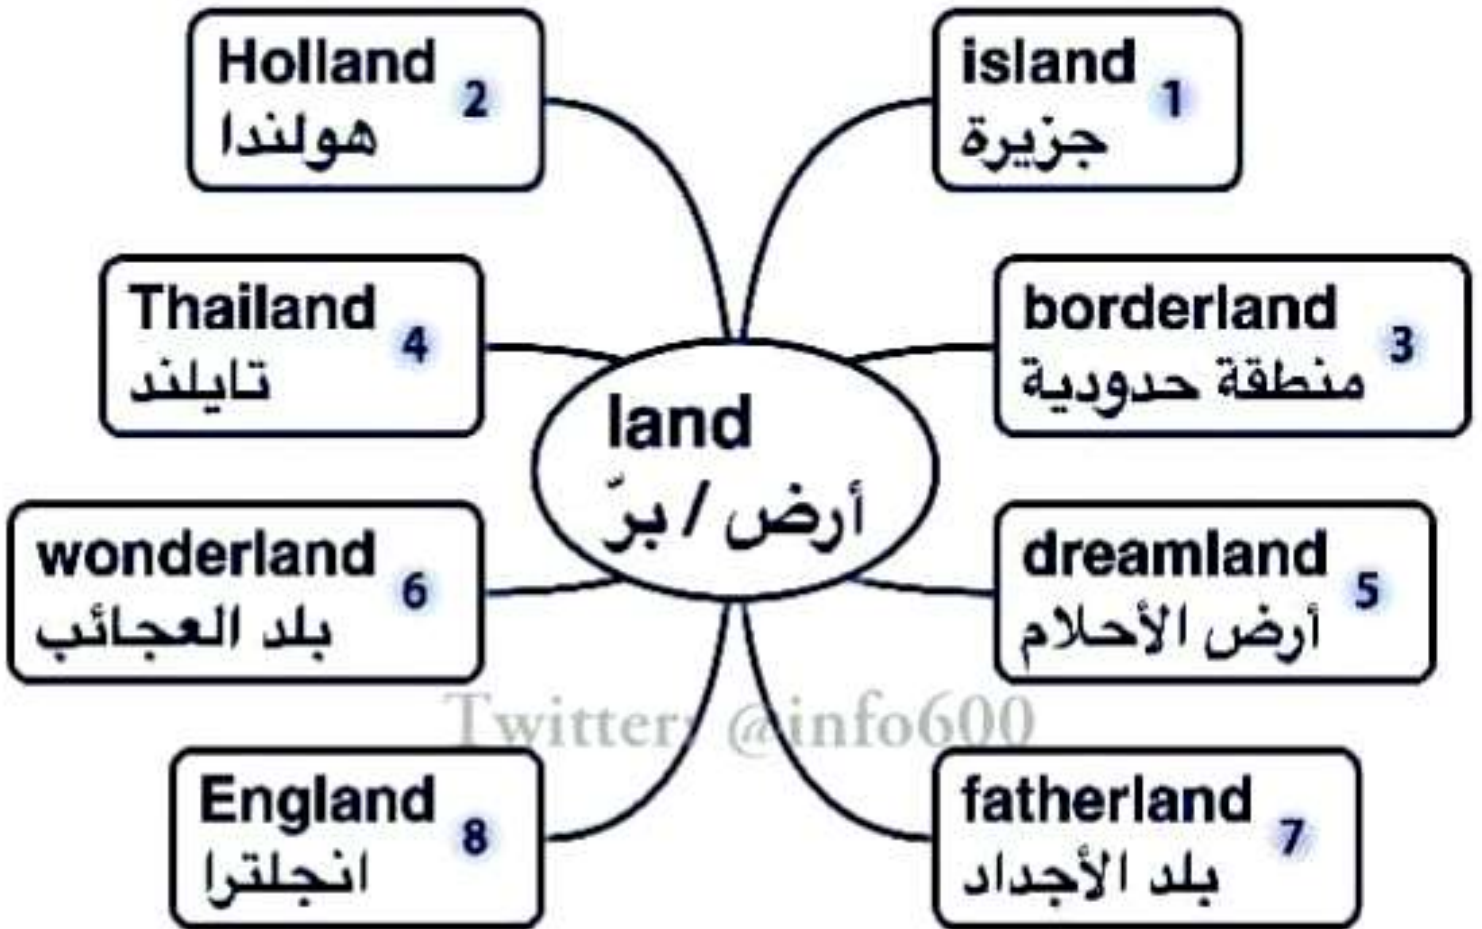 Holland 2
هولندا
island 1
جزيرة
Thailand 4
تايلند
borderland 3
منطقة حدودية
land
أرض / برّ
wonderland 6
بلد العجائب
dreamland 5
أرض الأحلام
Twitter: @info600
England 8
انجلترا
fatherland 7
بلد الأجداد